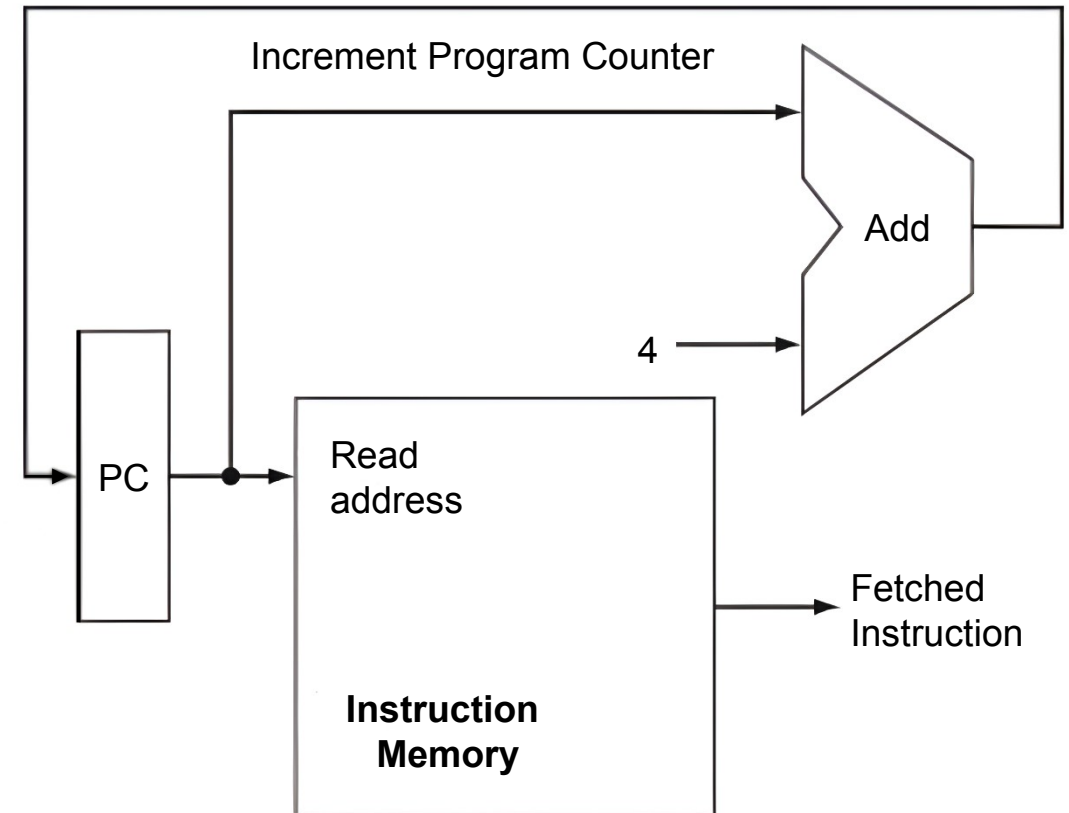 Increment Program Counter
Add
4
PC
Read
address
Fetched
Instruction
Instruction
Memory